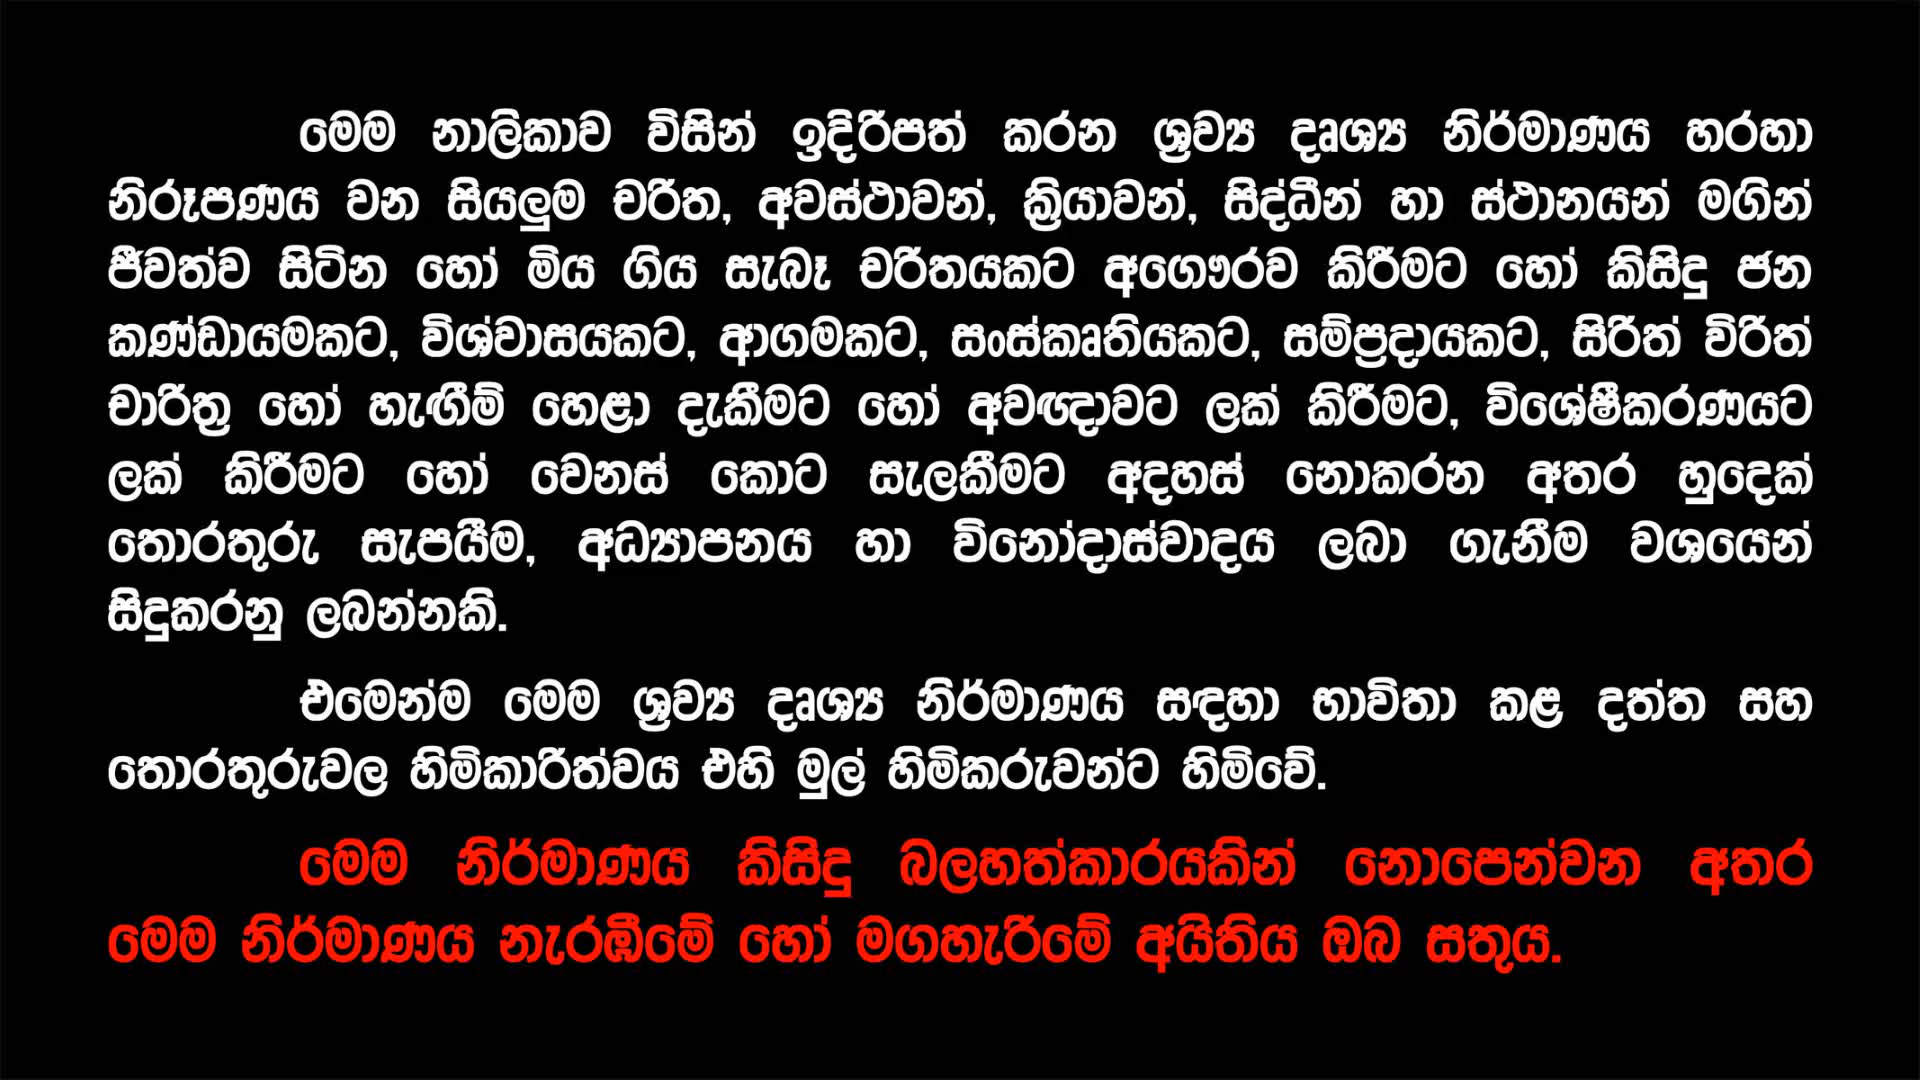 මෙම නාලිකාව විසින් ඉදිරිපත් කරන ශ්‍රව්‍ය දෘශ්‍ය නිර්මාණය හරහා
නිරූපණය වන සියලුම චරිත, අවස්ථාවන්, ක්‍රියාවන්, සිද්ධීන් හා ස්ථානයන් මගින්
ජීවත්ව සිටින හෝ මිය ගිය සැබෑ චරිතයකට අගෞරව කිරීමට හෝ කිසිදු ජන
කණ්ඩායමකට, විශ්වාසයකට, ආගමකට, සංස්කෘතියකට, සම්ප්‍රදායකට, සිරිත් විරිත්
චාරිත්‍ර හෝ හැඟීම් හෙළා දැකීමට හෝ අවඥාවට ලක් කිරීමට, විශේෂීකරණයට
ලක් කිරීමට හෝ වෙනස් කොට සැලකීමට අදහස් නොකරන අතර හුදෙක්
තොරතුරු සැපයීම, අධ්‍යාපනය හා විනෝදාස්වාදය ලබා ගැනීම වශයෙන්
සිදුකරනු ලබන්නකි.
එමෙන්ම මෙම ශ්‍රව්‍ය දෘශ්‍ය නිර්මාණය සඳහා භාවිතා කළ දත්ත සහ
තොරතුරුවල හිමිකාරිත්වය එහි මුල් හිමිකරුවන්ට හිමිවේ.
මෙම නිර්මාණය කිසිදු බලහත්කාරයකින් නොපෙන්වන අතර
මෙම නිර්මාණය නැරඹීමේ හෝ මගහැරීමේ අයිතිය ඔබ සතුය.